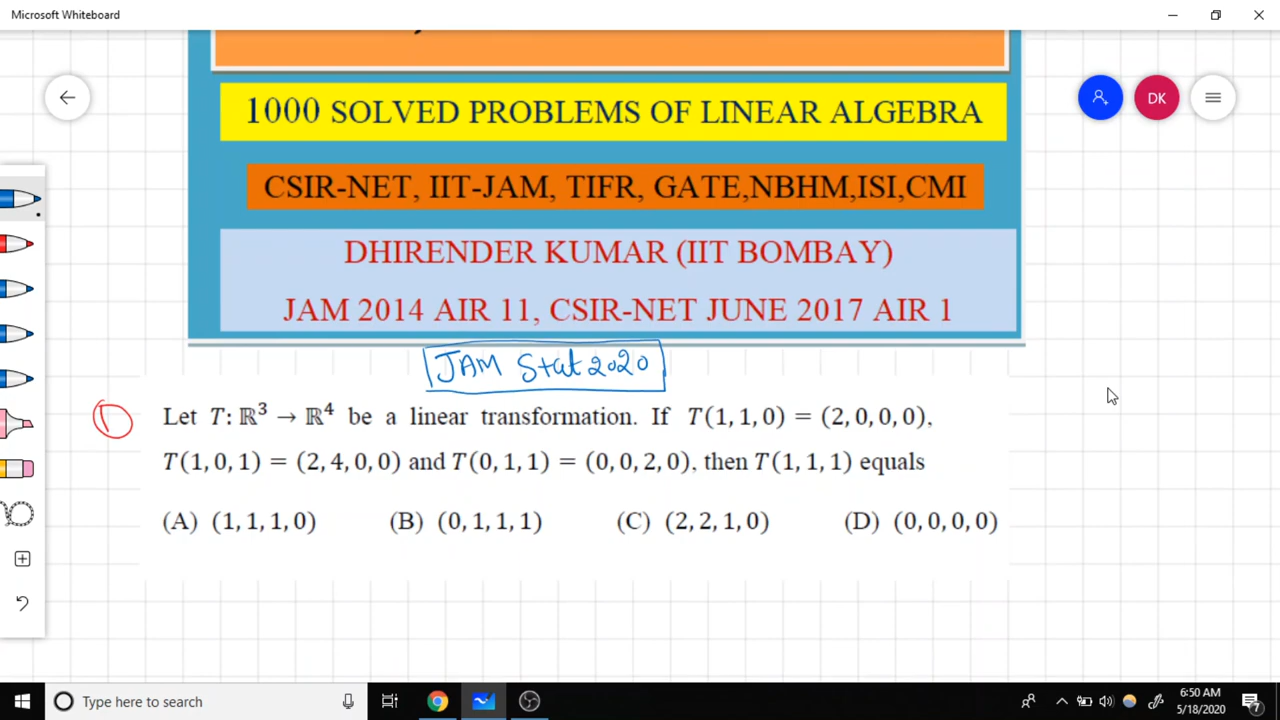 Microsoft Whiteboard
1000 SOLVED PROBLEMS OF LINEAR ALGEBRA
CSIR-NET, IIT-JAM, TIFR, GATE,NBHM,ISI,CMI
DHIRENDER KUMAR (IIT BOMBAY)
JAM 2014 AIR 11, CSIR-NET JUNE 2017 AIR 1
DK
JAM Stat 2020
Let T: ℝ³ → ℝ⁴ be a linear transformation. If T(1, 1, 0) = (2, 0, 0, 0),
T(1, 0, 1) = (2, 4, 0, 0) and T(0, 1, 1) = (0, 0, 2, 0), then T(1, 1, 1) equals
(A) (1, 1, 1, 0) (B) (0, 1, 1, 1) (C) (2, 2, 1, 0) (D) (0, 0, 0, 0)
Type here to search
6:50 AM
5/18/2020
7